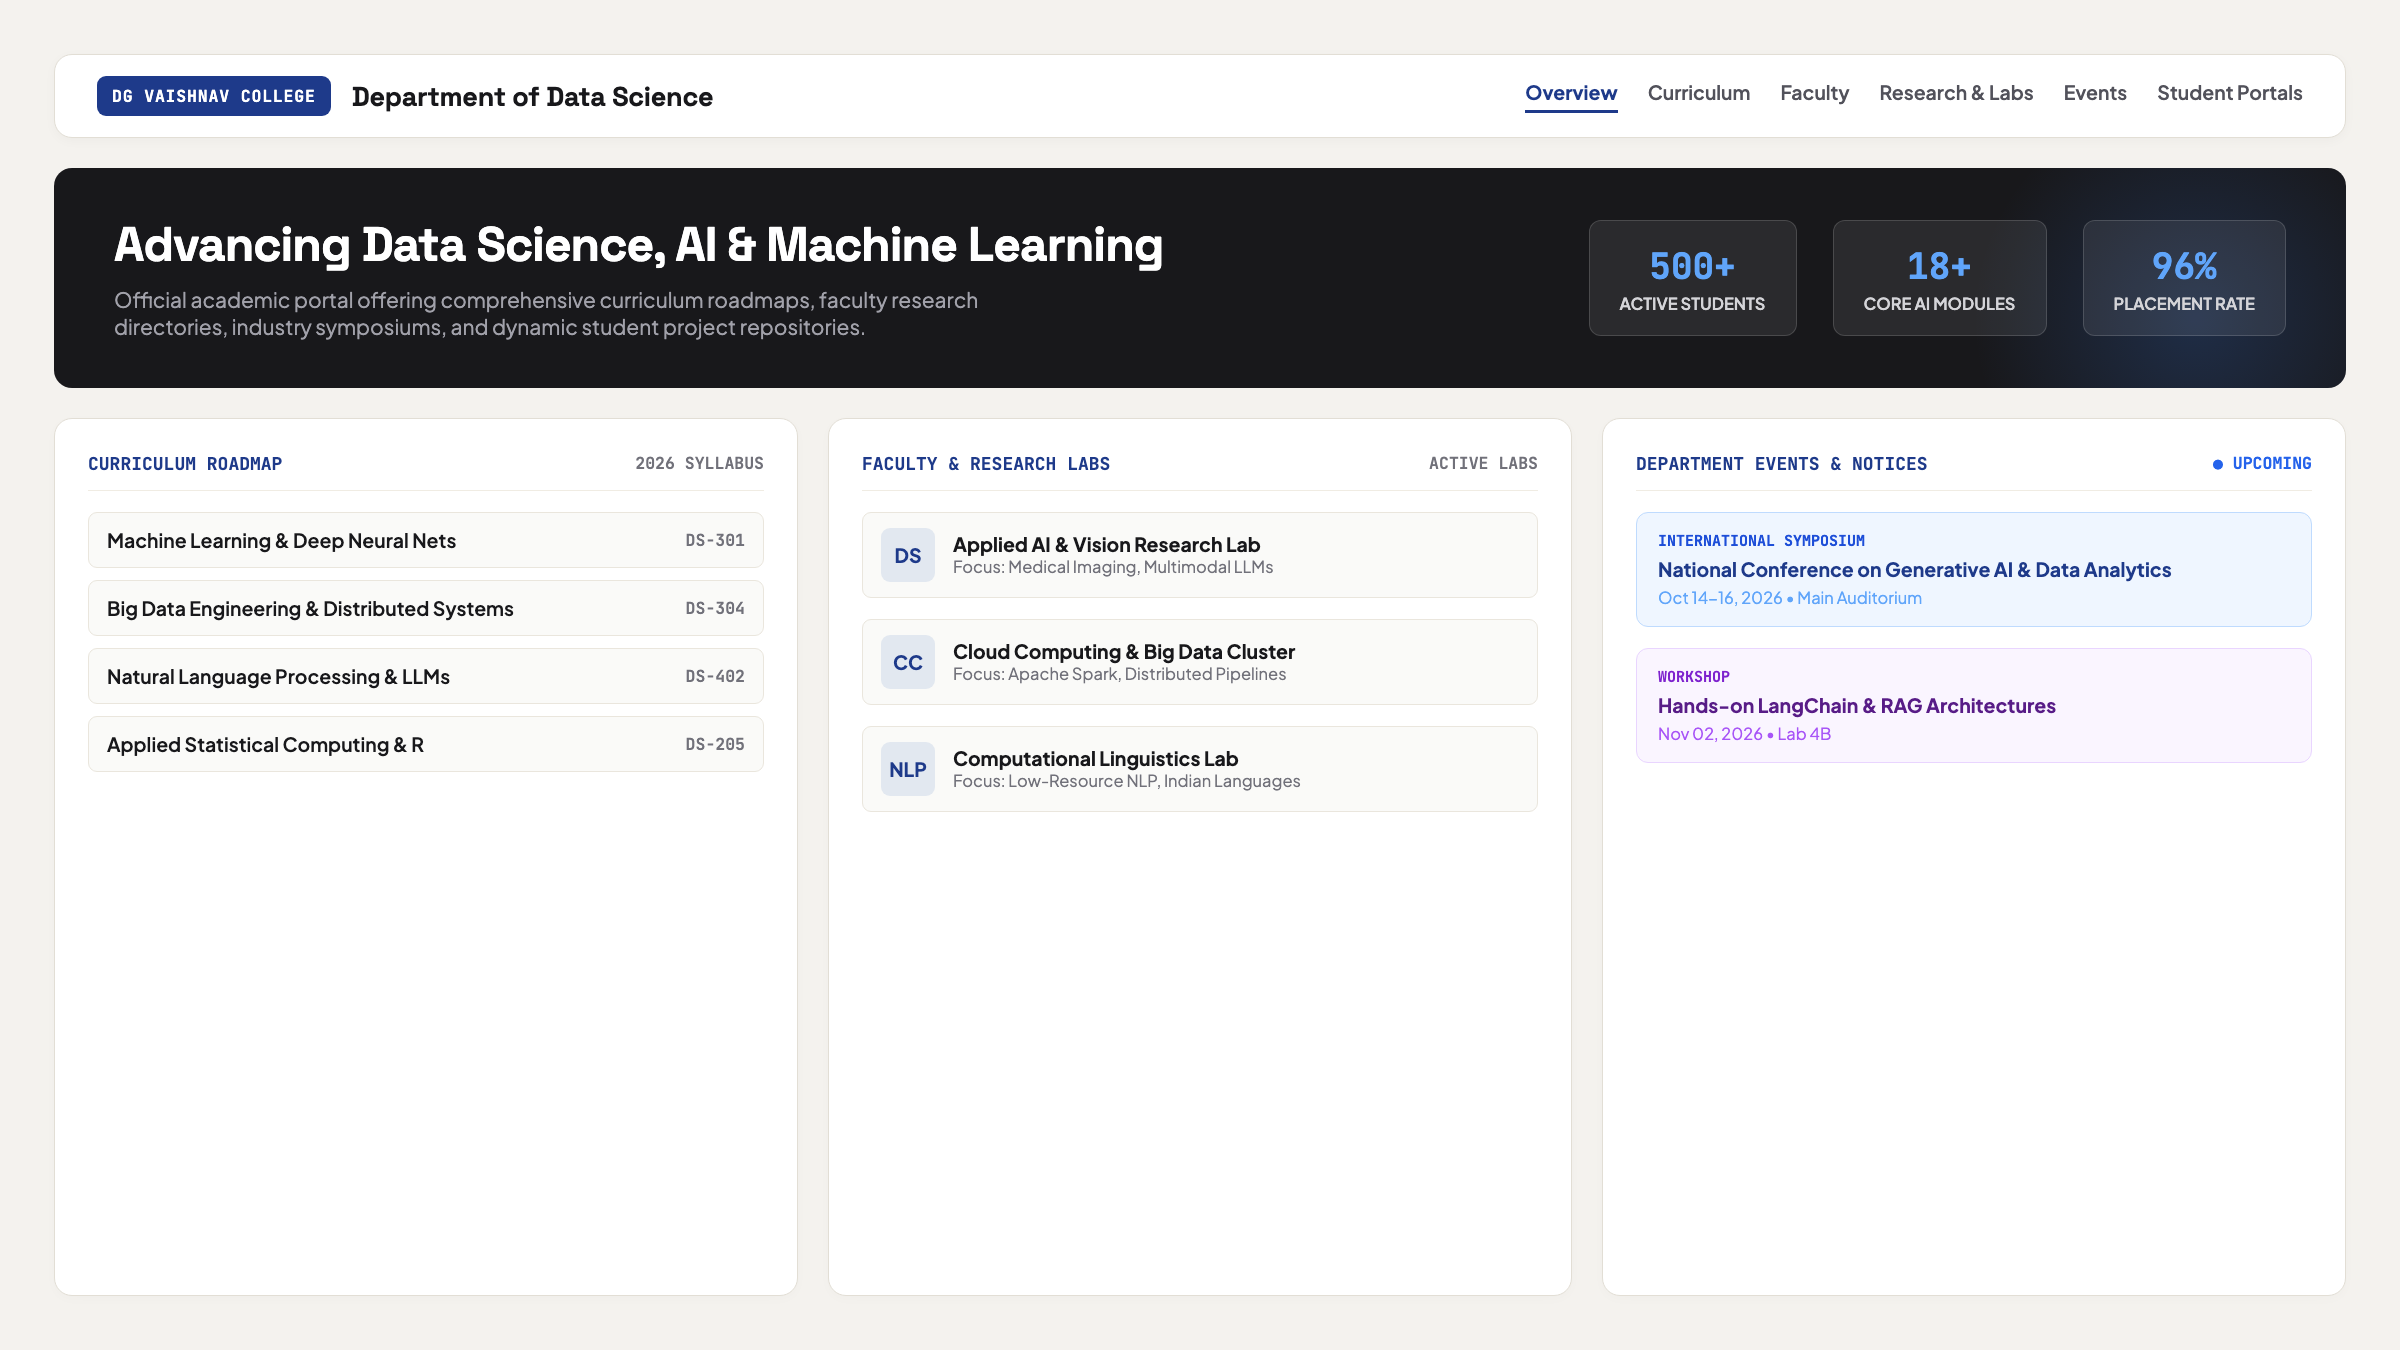 DG VAISHNAV COLLEGE
Department of Data Science
Overview
Curriculum
Faculty
Research & Labs
Events
Student Portals
Advancing Data Science, AI & Machine Learning
Official academic portal offering comprehensive curriculum roadmaps, faculty research
directories, industry symposiums, and dynamic student project repositories.
500+
ACTIVE STUDENTS
18+
CORE AI MODULES
96%
PLACEMENT RATE
CURRICULUM ROADMAP
2026 SYLLABUS
Machine Learning & Deep Neural Nets
DS-301
Big Data Engineering & Distributed Systems
DS-304
Natural Language Processing & LLMs
DS-402
Applied Statistical Computing & R
DS-205
FACULTY & RESEARCH LABS
ACTIVE LABS
DS
Applied AI & Vision Research Lab
Focus: Medical Imaging, Multimodal LLMs
CC
Cloud Computing & Big Data Cluster
Focus: Apache Spark, Distributed Pipelines
NLP
Computational Linguistics Lab
Focus: Low-Resource NLP, Indian Languages
DEPARTMENT EVENTS & NOTICES
● UPCOMING
INTERNATIONAL SYMPOSIUM
National Conference on Generative AI & Data Analytics
Oct 14–16, 2026 • Main Auditorium
WORKSHOP
Hands-on LangChain & RAG Architectures
Nov 02, 2026 • Lab 4B